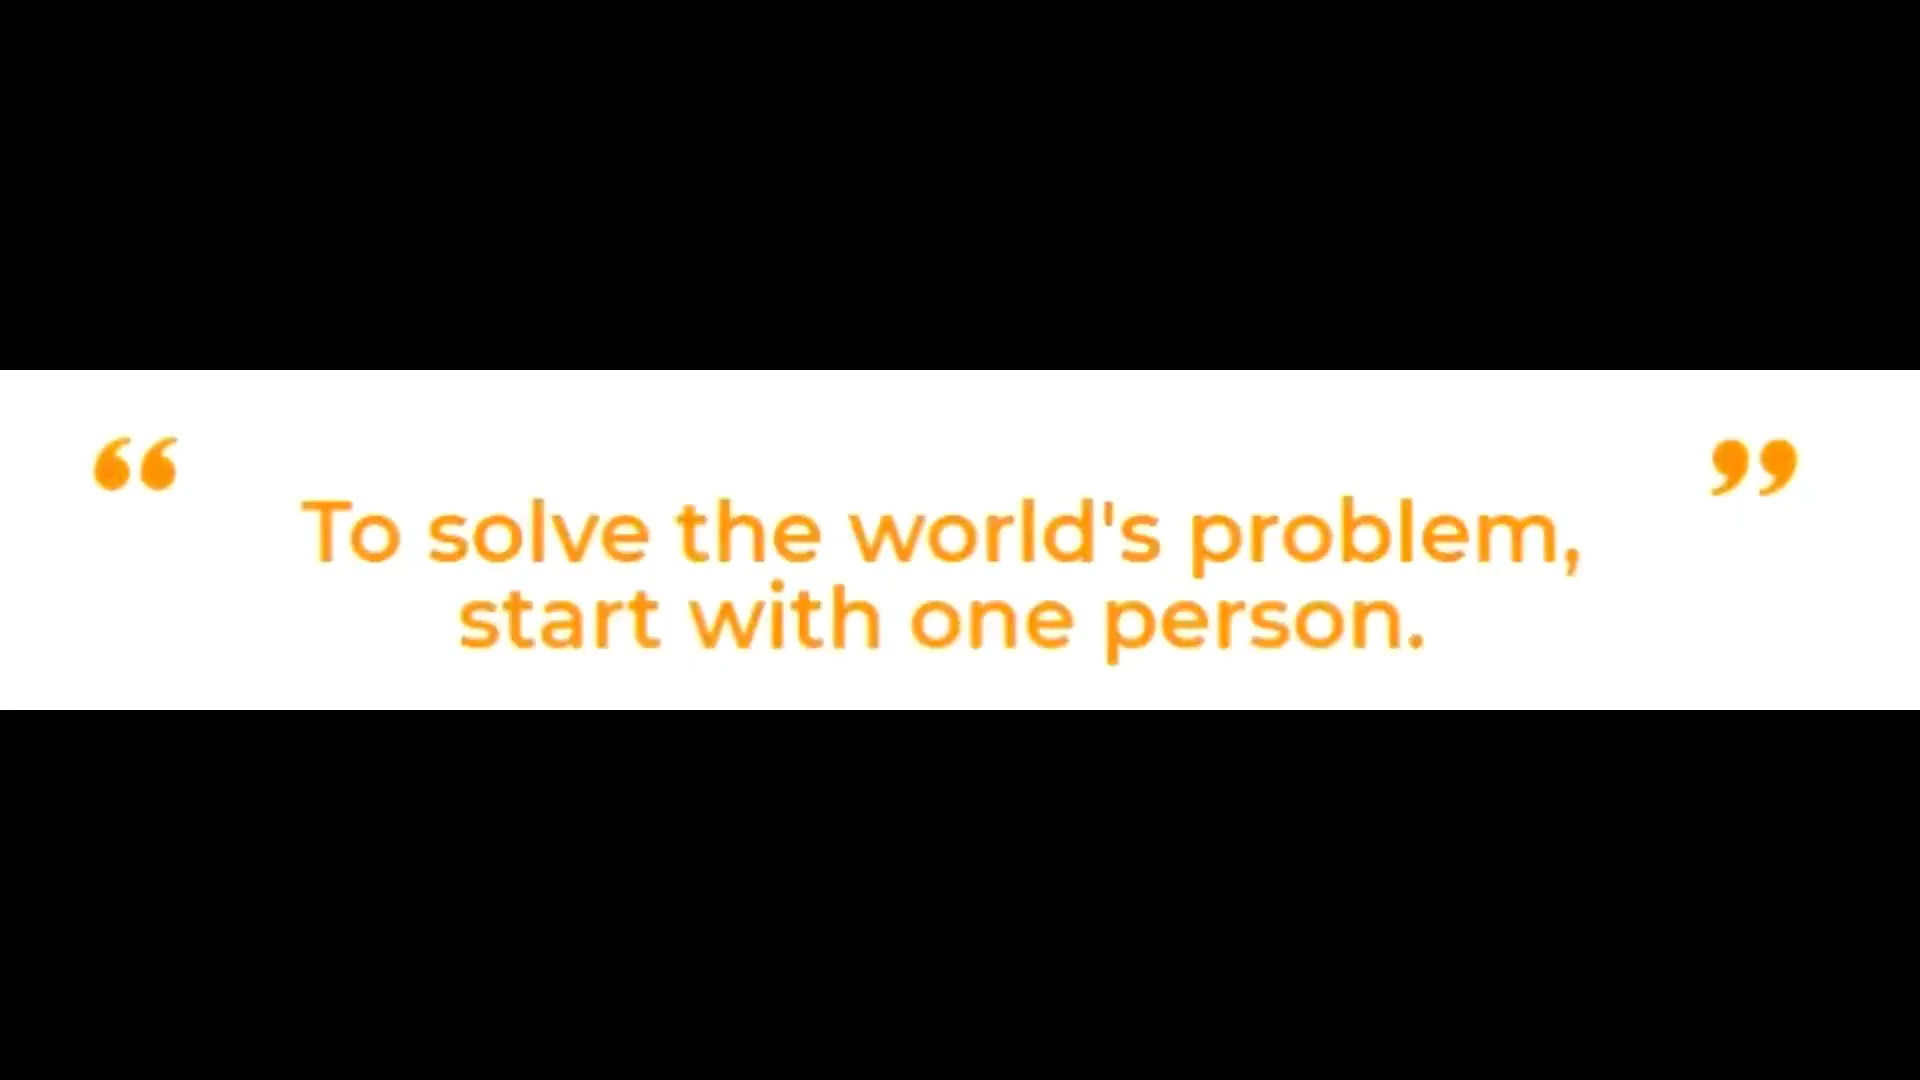 “ ”
To solve the world's problem,
start with one person.